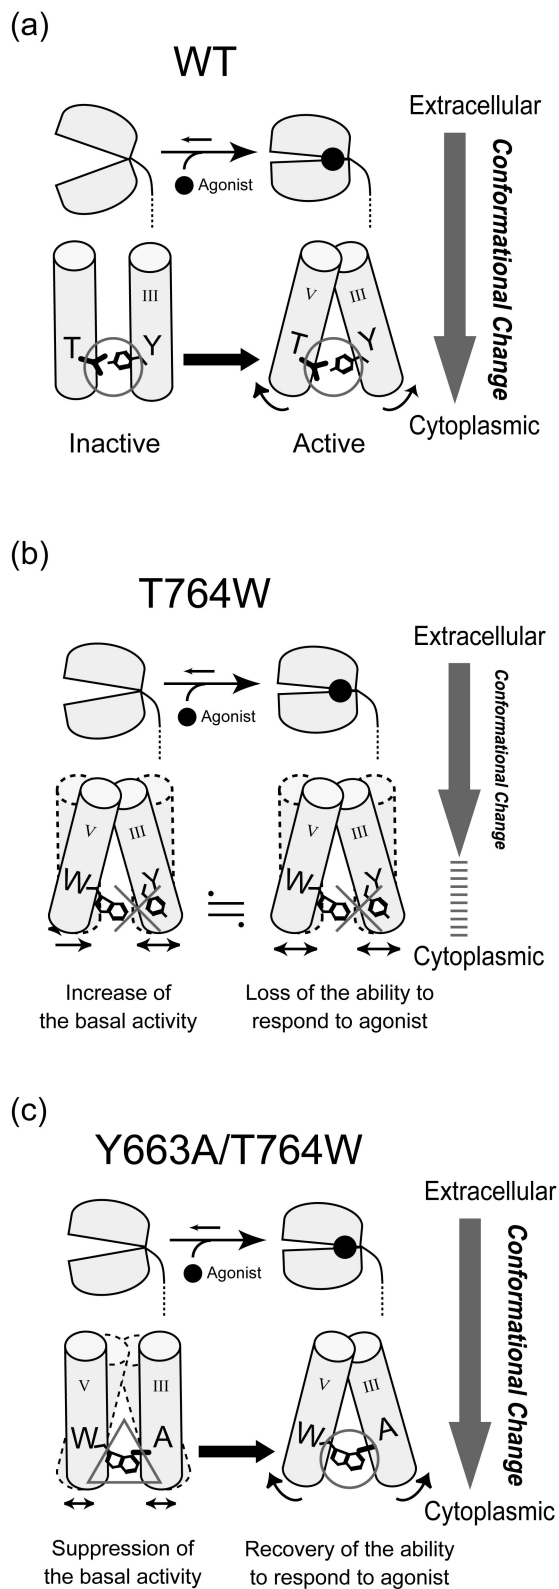 (a)
WT
Extracellular
Agonist
Conformational Change
III
V
III
T
Y
T
Y
Cytoplasmic
Inactive
Active
(b)
T764W
Extracellular
Agonist
Conformational Change
V
III
V
III
W
Y
W
Y
Cytoplasmic
Increase of
the basal activity
Loss of the ability to
respond to agonist
(c)
Y663A/T764W
Extracellular
Agonist
Conformational Change
V
III
V
III
W
A
W
A
Cytoplasmic
Suppression of
the basal activity
Recovery of the ability
to respond to agonist